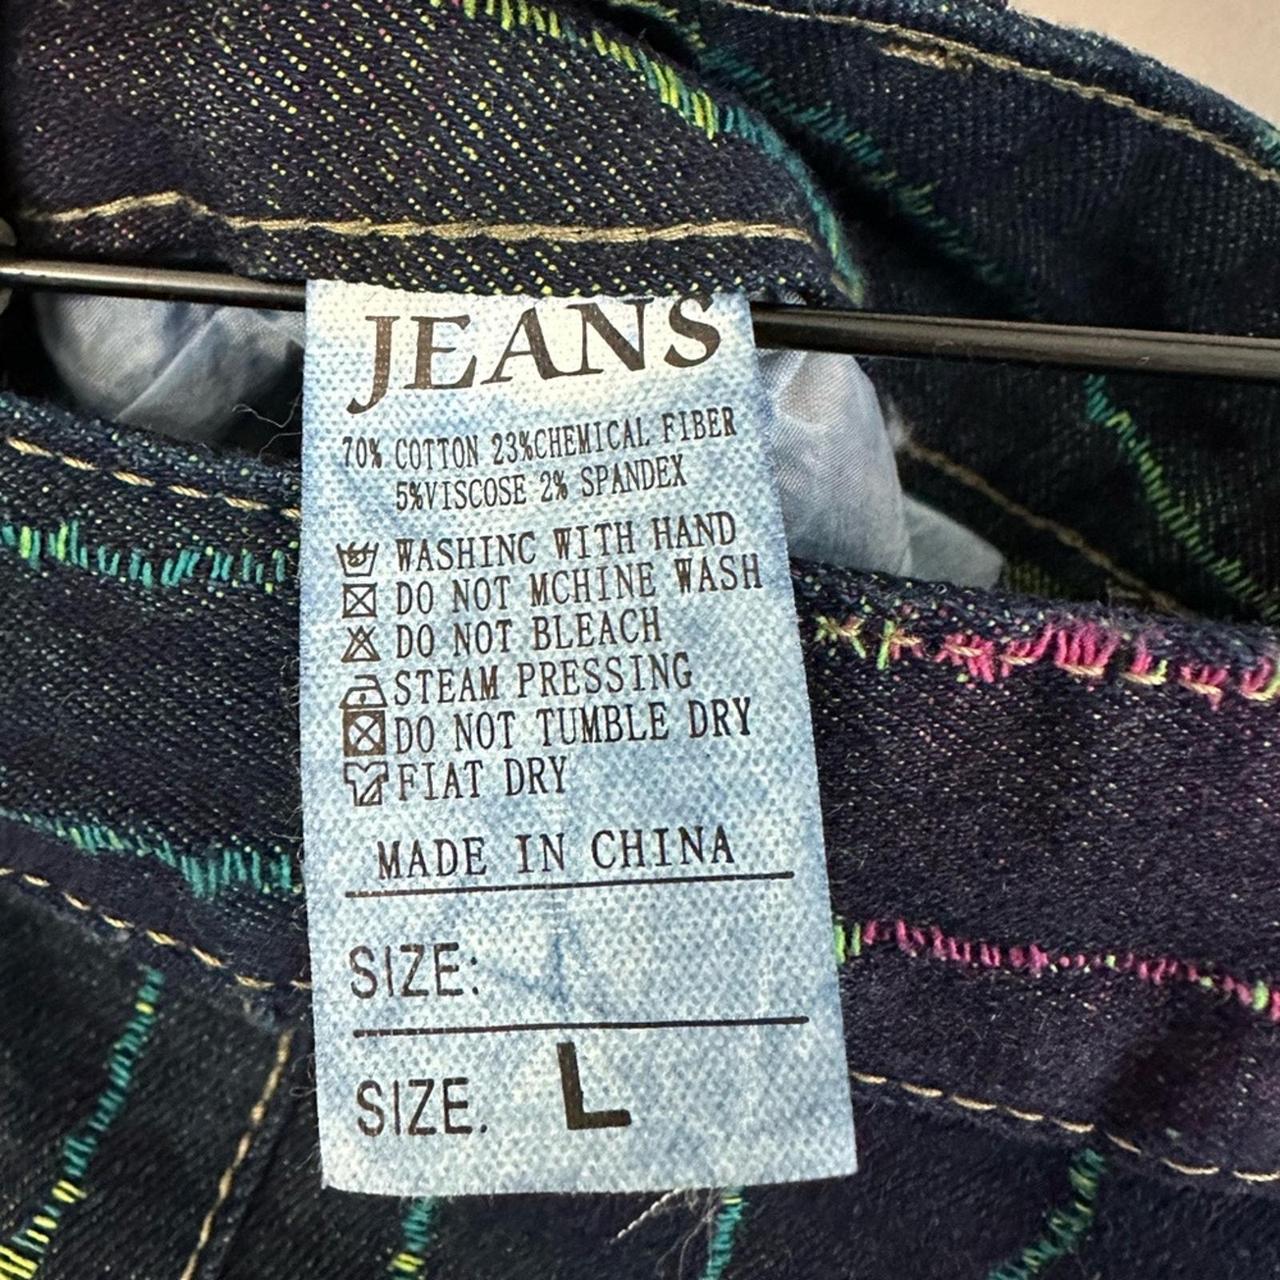 JEANS
70% COTTON 23%CHEMICAL FIBER
5%VISCOSE 2% SPANDEX
WASHINC WITH HAND
DO NOT MCHINE WASH
DO NOT BLEACH
STEAM PRESSING
DO NOT TUMBLE DRY
FIAT DRY
MADE IN CHINA
SIZE:
SIZE. L